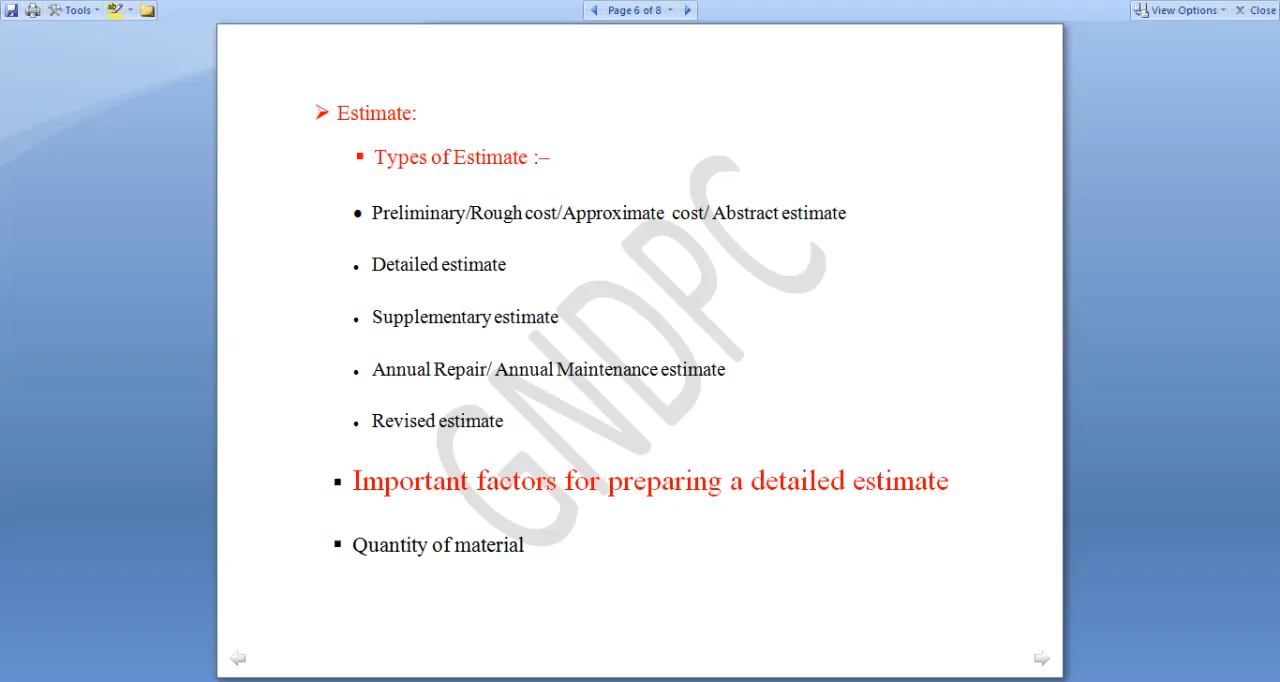 Tools
Page 6 of 8
View Options
Close
Estimate:
Types of Estimate :–
Preliminary/Rough cost/Approximate cost/ Abstract estimate
Detailed estimate
Supplementary estimate
Annual Repair/ Annual Maintenance estimate
Revised estimate
Important factors for preparing a detailed estimate
Quantity of material
GNDPC